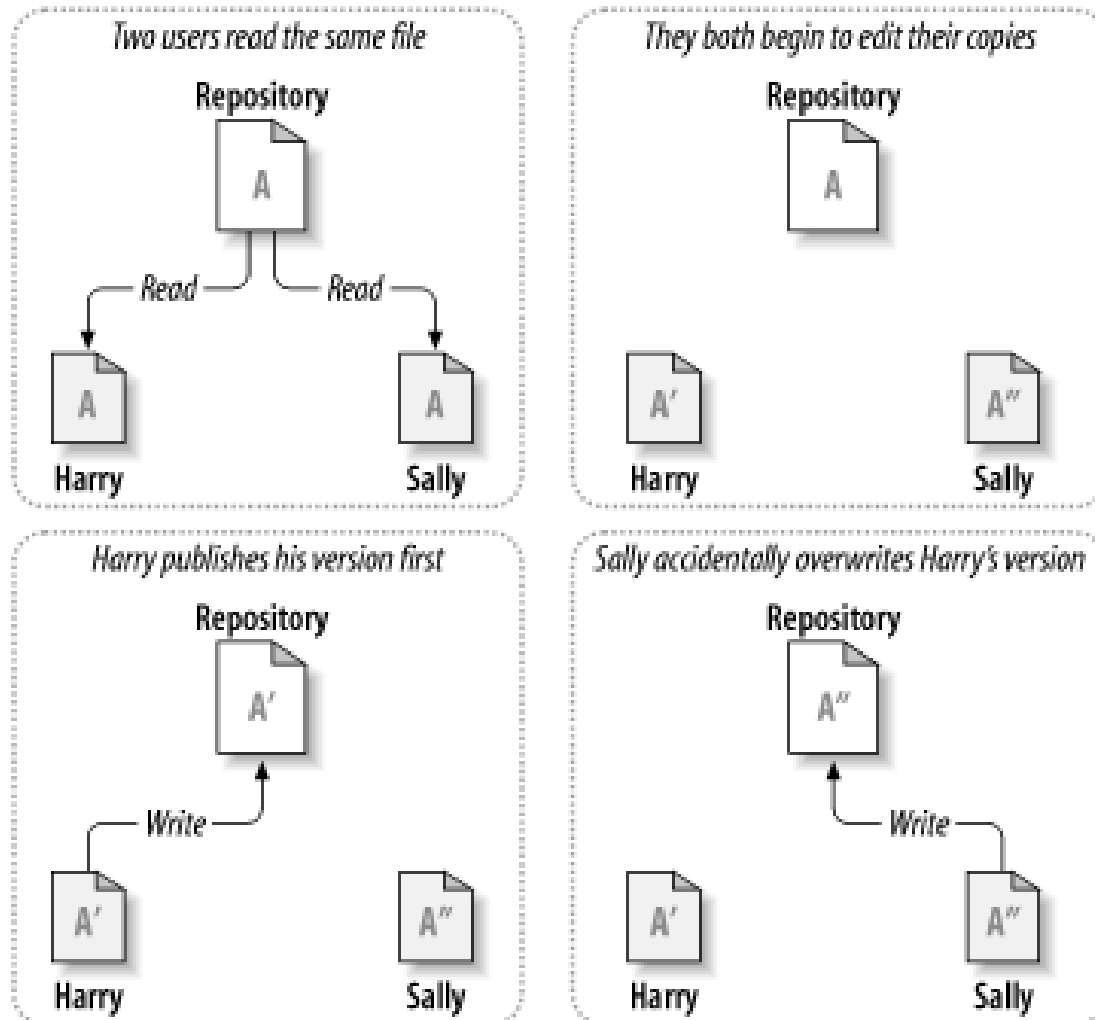 Two users read the same file
Repository
A
Read Read
A A
Harry Sally
They both begin to edit their copies
Repository
A
A' A"
Harry Sally
Harry publishes his version first
Repository
A'
Write
A' A"
Harry Sally
Sally accidentally overwrites Harry's version
Repository
A"
Write
A' A"
Harry Sally